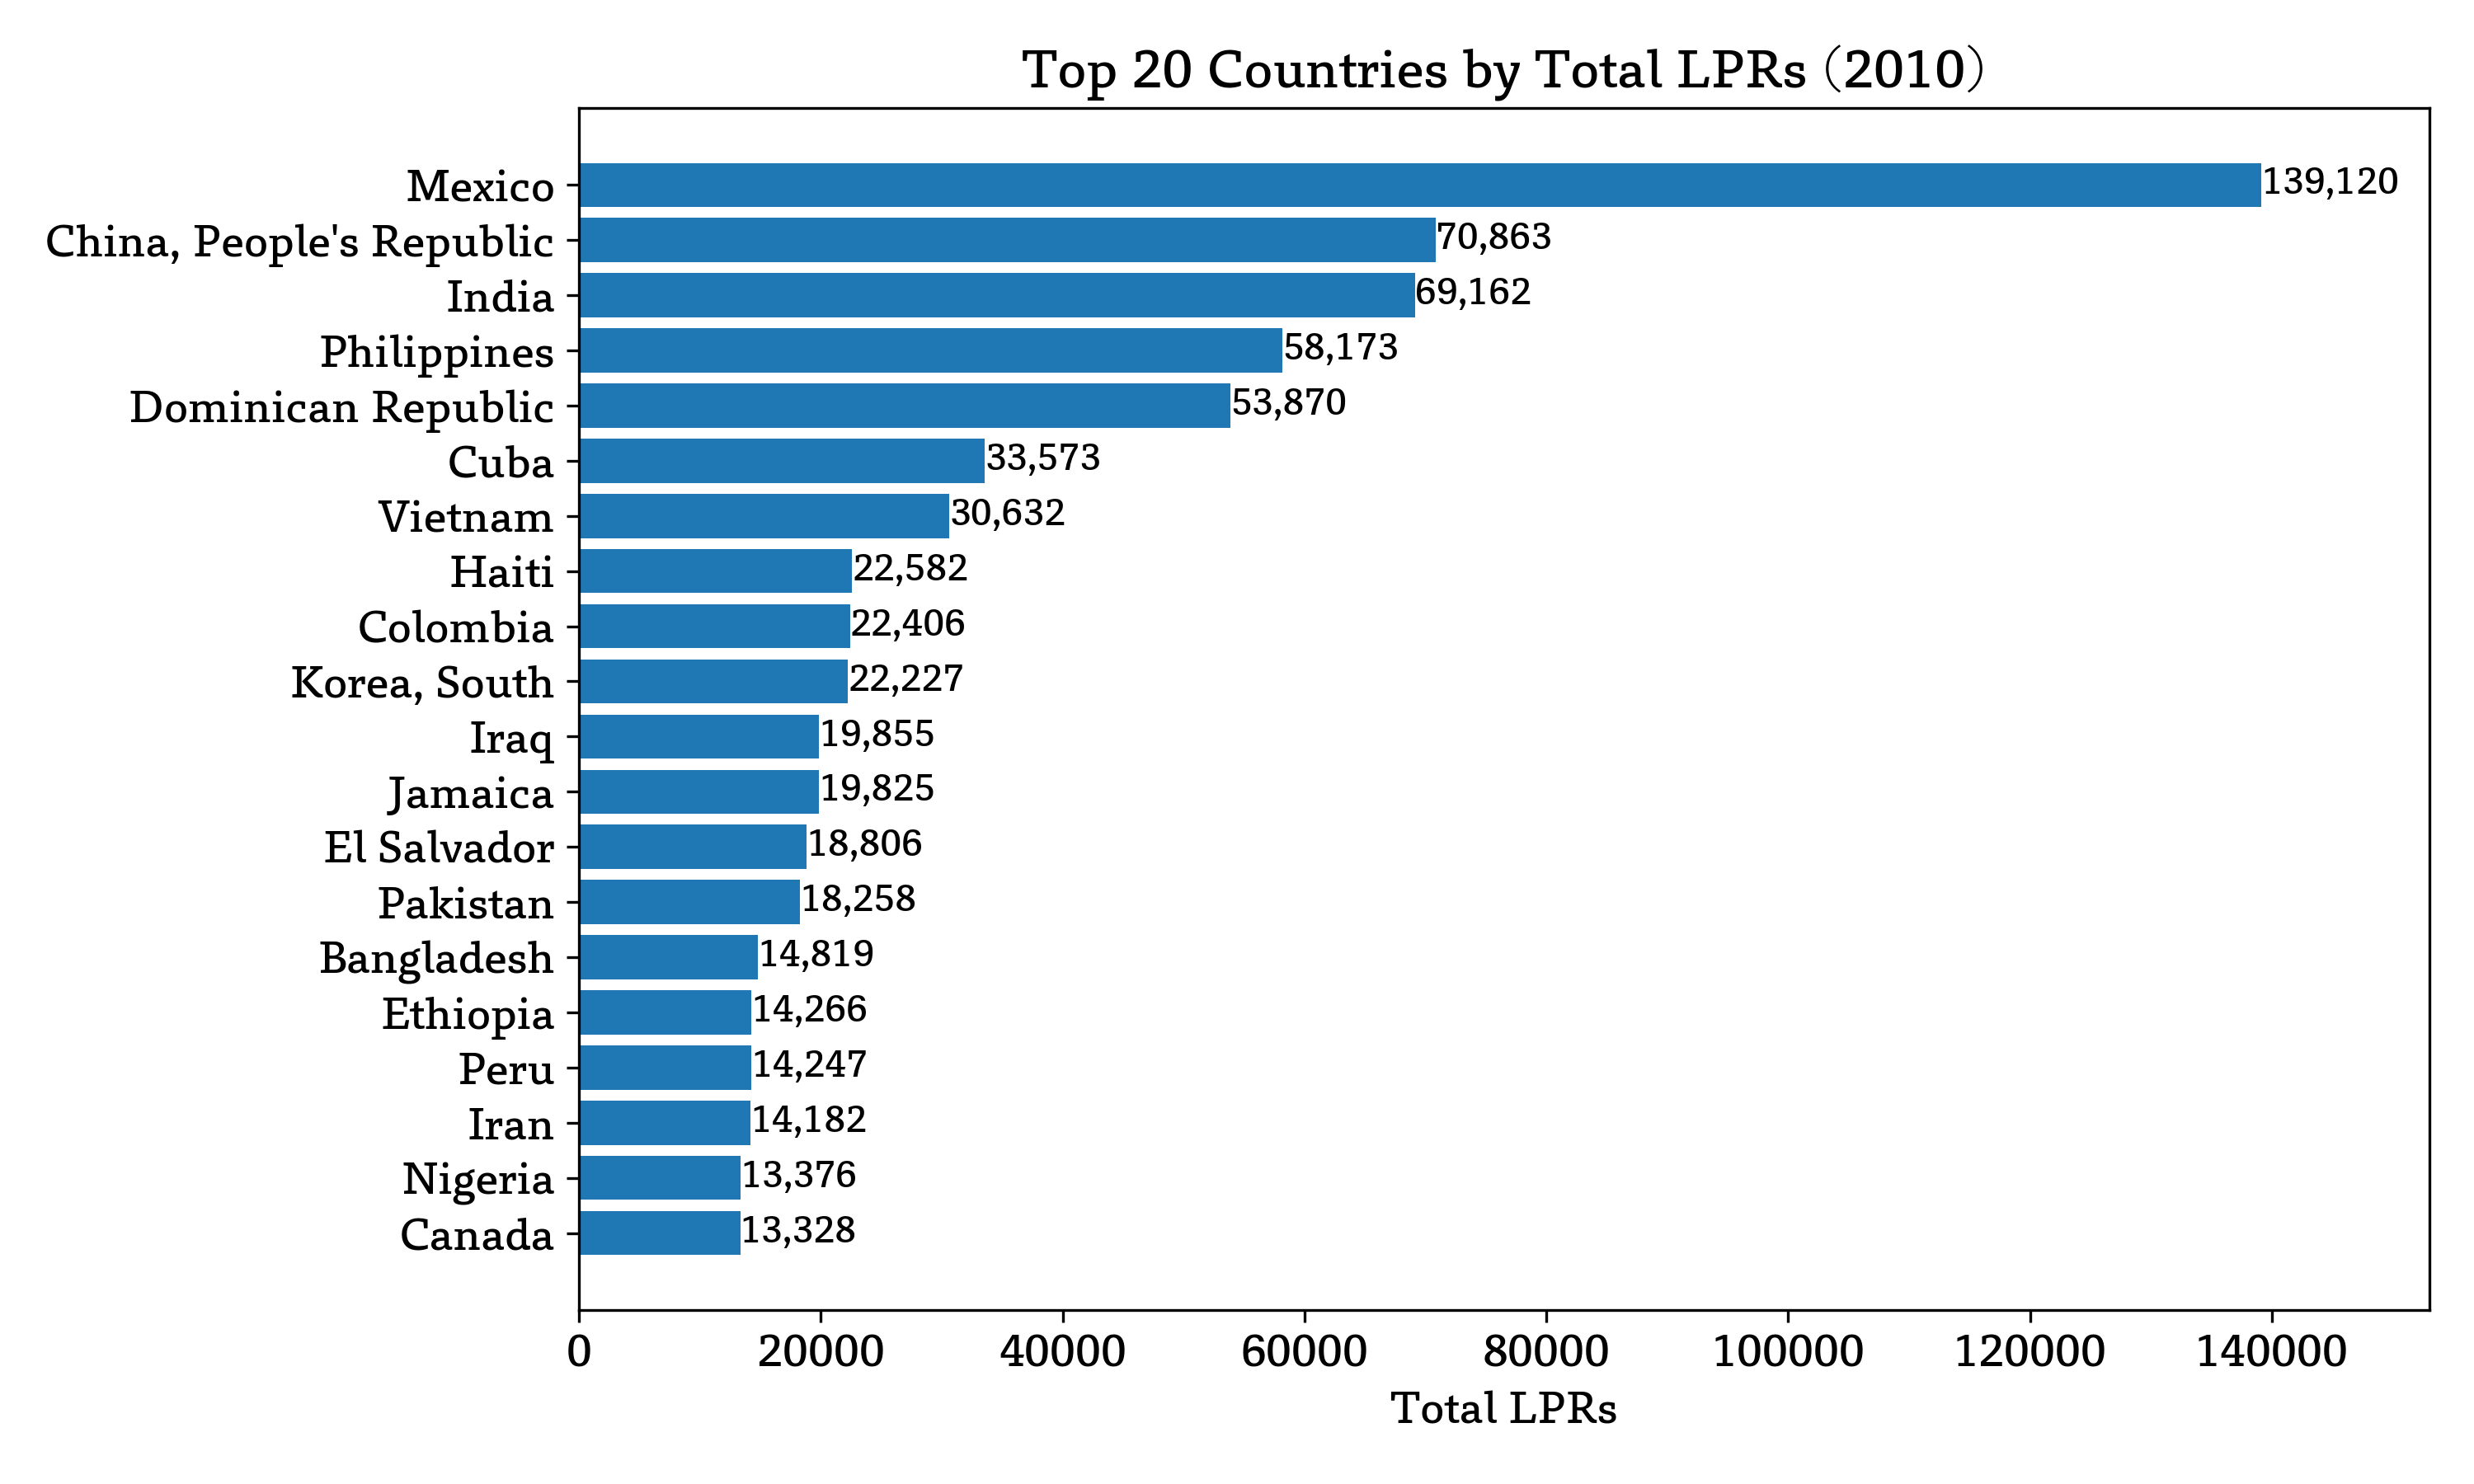 Top 20 Countries by Total LPRs (2010)
Mexico 139,120
China, People's Republic 70,863
India 69,162
Philippines 58,173
Dominican Republic 53,870
Cuba 33,573
Vietnam 30,632
Haiti 22,582
Colombia 22,406
Korea, South 22,227
Iraq 19,855
Jamaica 19,825
El Salvador 18,806
Pakistan 18,258
Bangladesh 14,819
Ethiopia 14,266
Peru 14,247
Iran 14,182
Nigeria 13,376
Canada 13,328
0 20000 40000 60000 80000 100000 120000 140000
Total LPRs